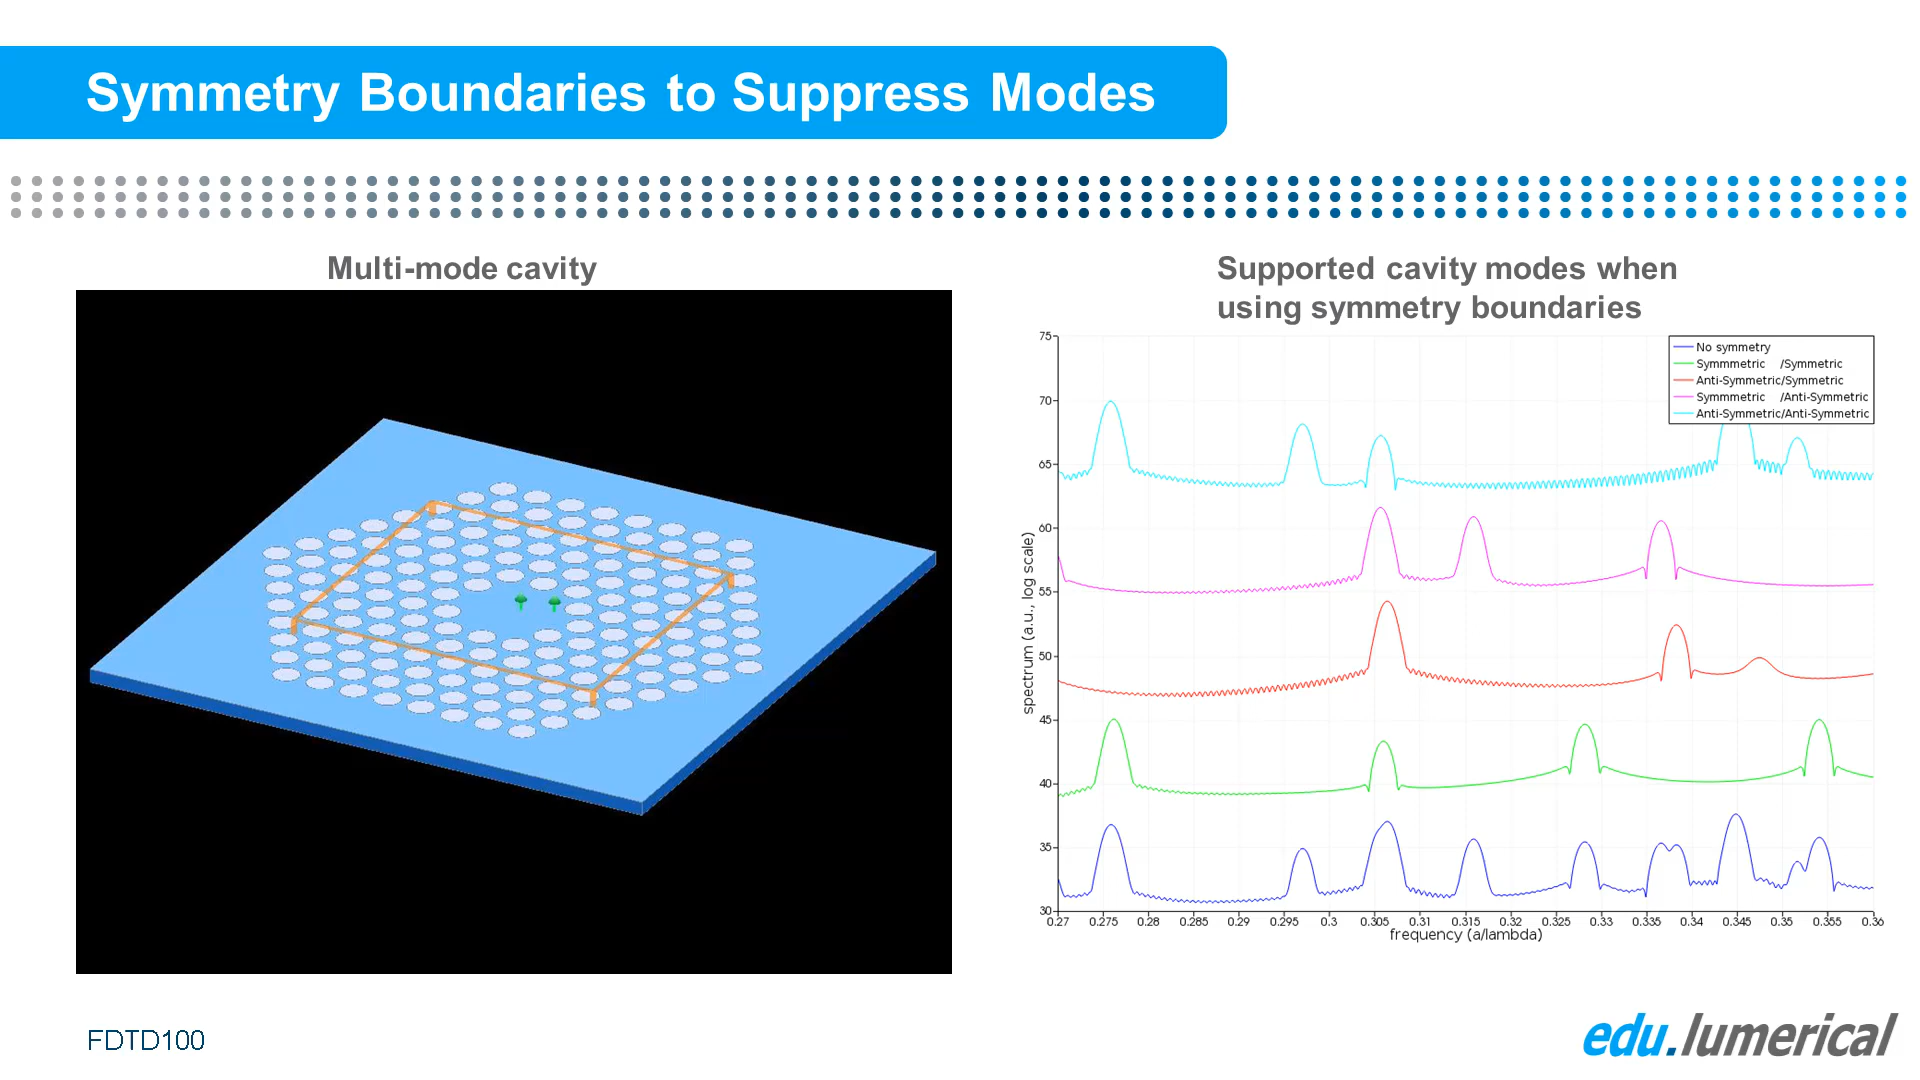 Symmetry Boundaries to Suppress Modes
Multi-mode cavity
Supported cavity modes when
using symmetry boundaries
75
70
65
60
55
50
45
40
35
30
spectrum (a.u., log scale)
No symmetry
Symmmetric /Symmetric
Anti-Symmetric/Symmetric
Symmmetric /Anti-Symmetric
Anti-Symmetric/Anti-Symmetric
0.27 0.275 0.28 0.285 0.29 0.295 0.3 0.305 0.31 0.315 0.32 0.325 0.33 0.335 0.34 0.345 0.35 0.355 0.36
frequency (a/lambda)
FDTD100
edu.lumerical